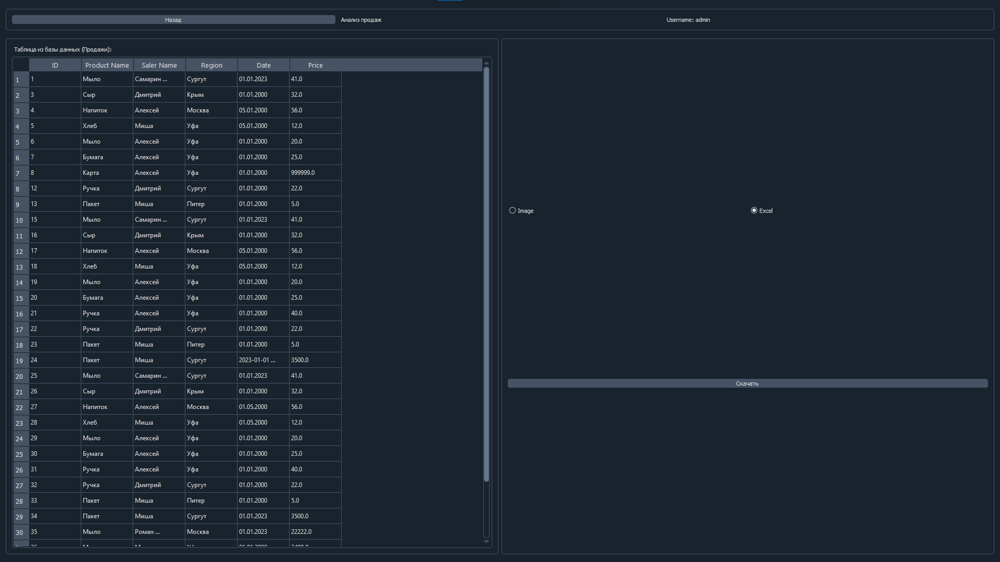 Назад Анализ продаж Username: admin
Таблица из базы данных (Продажи):
ID Product Name Saler Name Region Date Price
1 1 Мыло Самарин ... Сургут 01.01.2023 41.0
2 3 Сыр Дмитрий Крым 01.01.2000 32.0
3 4 Напиток Алексей Москва 05.01.2000 56.0
4 5 Хлеб Миша Уфа 05.01.2000 12.0
5 6 Мыло Алексей Уфа 01.01.2000 20.0
6 7 Бумага Алексей Уфа 01.01.2000 25.0
7 8 Карта Алексей Уфа 01.01.2000 999999.0
8 12 Ручка Дмитрий Сургут 01.01.2000 22.0
9 13 Пакет Миша Питер 01.01.2000 5.0
10 15 Мыло Самарин ... Сургут 01.01.2023 41.0
11 16 Сыр Дмитрий Крым 01.01.2000 32.0
12 17 Напиток Алексей Москва 05.01.2000 56.0
13 18 Хлеб Миша Уфа 05.01.2000 12.0
14 19 Мыло Алексей Уфа 01.01.2000 20.0
15 20 Бумага Алексей Уфа 01.01.2000 25.0
16 21 Ручка Алексей Уфа 01.01.2000 40.0
17 22 Ручка Дмитрий Сургут 01.01.2000 22.0
18 23 Пакет Миша Питер 01.01.2000 5.0
19 24 Пакет Миша Сургут 2023-01-01 ... 3500.0
20 25 Мыло Самарин ... Сургут 01.01.2023 41.0
21 26 Сыр Дмитрий Крым 01.01.2000 32.0
22 27 Напиток Алексей Москва 01.05.2000 56.0
23 28 Хлеб Миша Уфа 01.05.2000 12.0
24 29 Мыло Алексей Уфа 01.01.2000 20.0
25 30 Бумага Алексей Уфа 01.01.2000 25.0
26 31 Ручка Алексей Уфа 01.01.2000 40.0
27 32 Ручка Дмитрий Сургут 01.01.2000 22.0
28 33 Пакет Миша Питер 01.01.2000 5.0
29 34 Пакет Миша Сургут 01.01.2023 3500.0
30 35 Мыло Роман ... Москва 01.01.2023 22222.0
Image Excel
Скачать